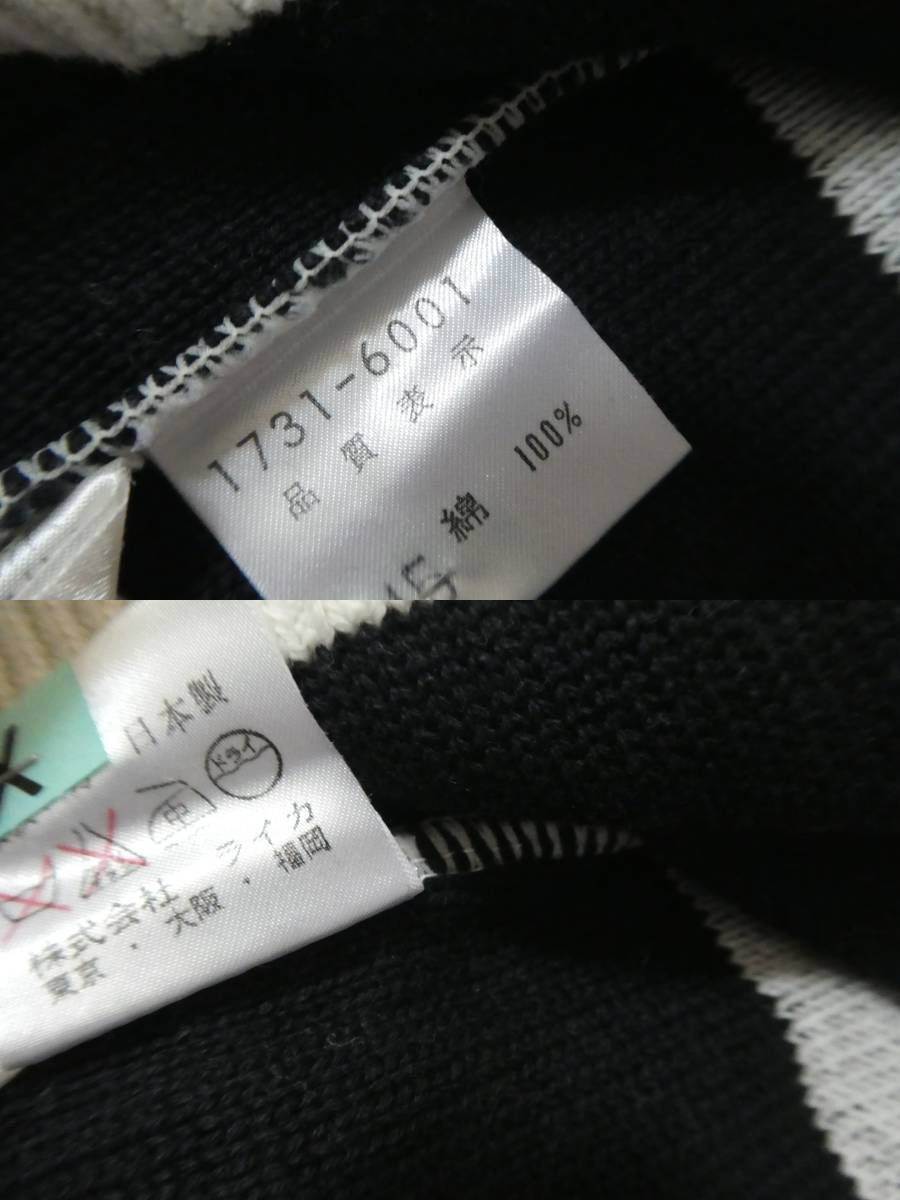 1731-6001
品質表示
綿 100%
日本製
ドライ
中
株式会社 ライカ
東京・大阪・福岡